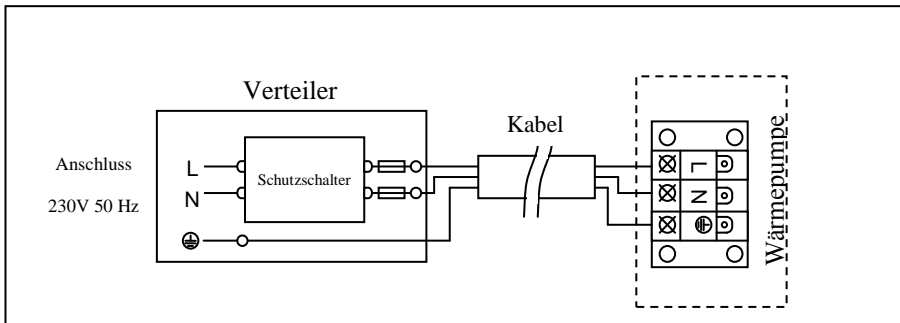 Verteiler
Kabel
Anschluss
230V 50 Hz
L
N
Schutzschalter
L
N
Wärmepumpe